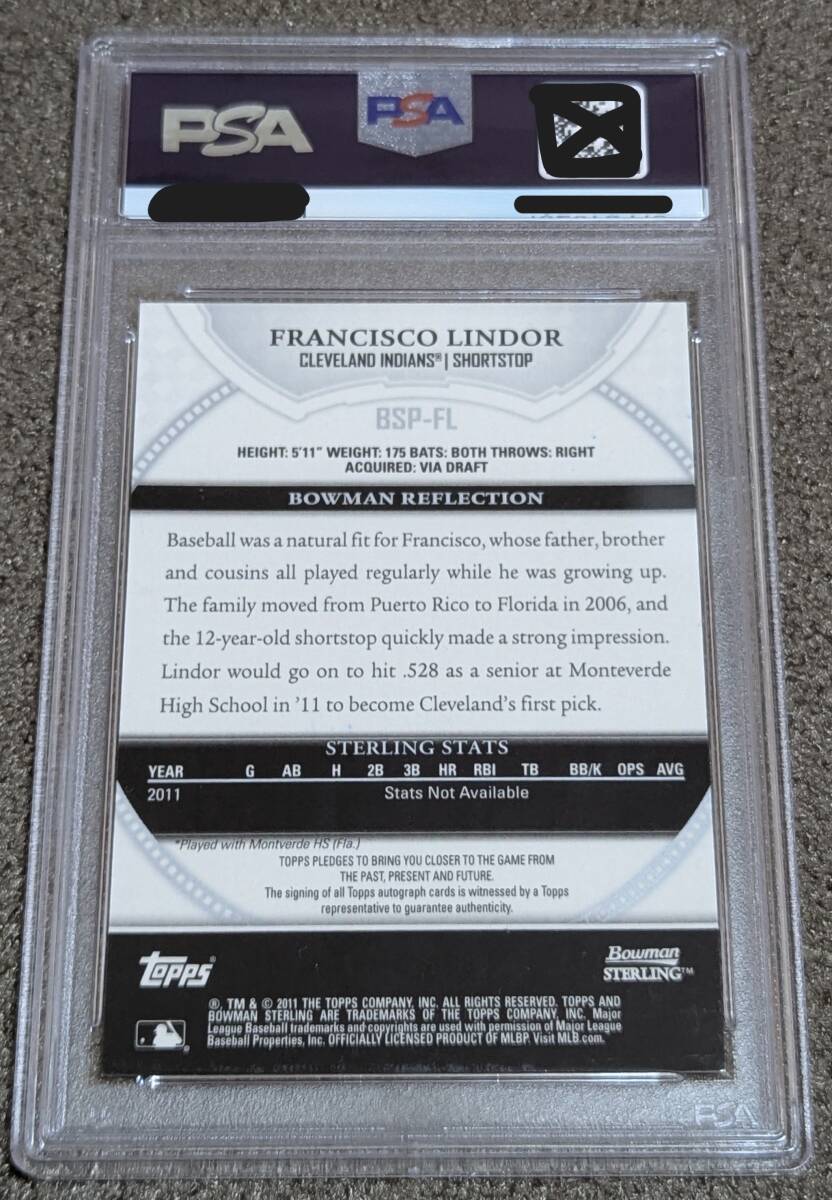 PSA
PSA
FRANCISCO LINDOR
CLEVELAND INDIANS® | SHORTSTOP
BSP-FL
HEIGHT: 5'11" WEIGHT: 175 BATS: BOTH THROWS: RIGHT
ACQUIRED: VIA DRAFT
BOWMAN REFLECTION
Baseball was a natural fit for Francisco, whose father, brother
and cousins all played regularly while he was growing up.
The family moved from Puerto Rico to Florida in 2006, and
the 12-year-old shortstop quickly made a strong impression.
Lindor would go on to hit .528 as a senior at Monteverde
High School in '11 to become Cleveland's first pick.
STERLING STATS
YEAR G AB H 2B 3B HR RBI TB BB/K OPS AVG
2011 Stats Not Available
*Played with Montverde HS (Fla.)
TOPPS PLEDGES TO BRING YOU CLOSER TO THE GAME FROM
THE PAST, PRESENT AND FUTURE.
The signing of all Topps autograph cards is witnessed by a Topps
representative to guarantee authenticity.
Topps®
Bowman
STERLING™
®, TM & © 2011 THE TOPPS COMPANY, INC. ALL RIGHTS RESERVED. TOPPS AND
BOWMAN STERLING ARE TRADEMARKS OF THE TOPPS COMPANY, INC. Major
League Baseball trademarks and copyrights are used with permission of Major League
Baseball Properties, Inc. OFFICIALLY LICENSED PRODUCT OF MLBP. Visit MLB.com.
PSA